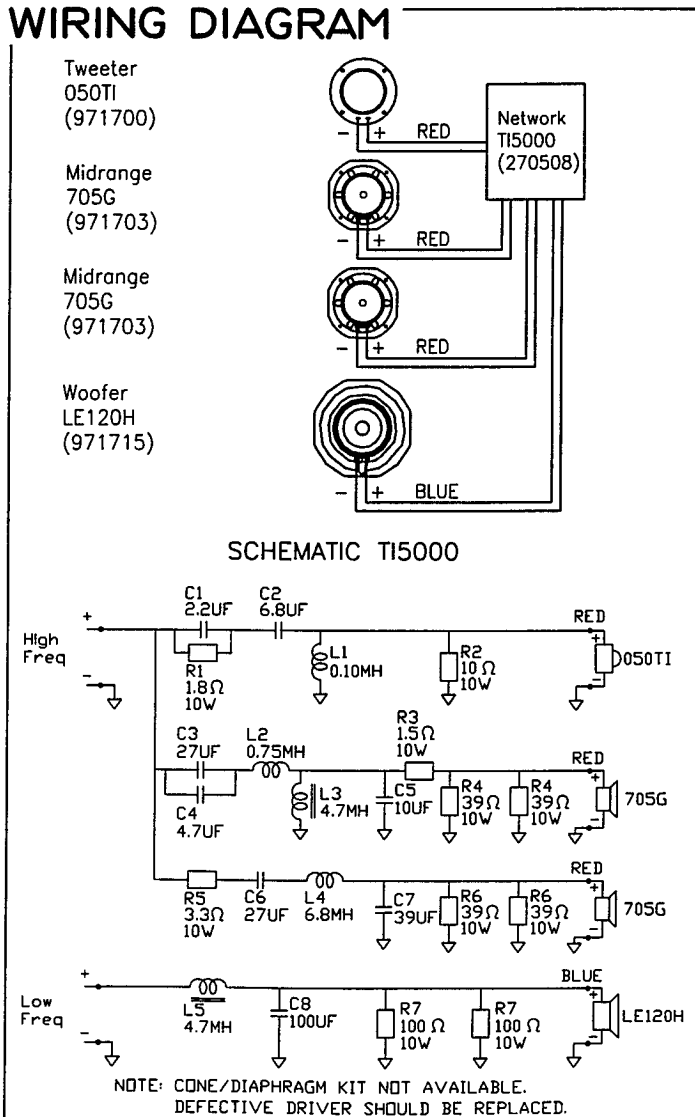 WIRING DIAGRAM
Tweeter
050TI
(971700)
- + RED
Network
TI5000
(270508)
Midrange
705G
(971703)
- + RED
Midrange
705G
(971703)
- + RED
Woofer
LE120H
(971715)
- + BLUE
SCHEMATIC TI5000
High
Freq
+
-
C1
2.2UF
R1
1.8Ω
10W
C2
6.8UF
L1
0.10MH
R2
10Ω
10W
RED
+
-
050TI
C3
27UF
C4
4.7UF
L2
0.75MH
L3
4.7MH
C5
10UF
R3
1.5Ω
10W
R4
39Ω
10W
R4
39Ω
10W
RED
+
-
705G
R5
3.3Ω
10W
C6
27UF
L4
6.8MH
C7
39UF
R6
39Ω
10W
R6
39Ω
10W
RED
+
-
705G
Low
Freq
+
-
L5
4.7MH
C8
100UF
R7
100Ω
10W
R7
100Ω
10W
BLUE
+
-
LE120H
NOTE: CONE/DIAPHRAGM KIT NOT AVAILABLE.
DEFECTIVE DRIVER SHOULD BE REPLACED.